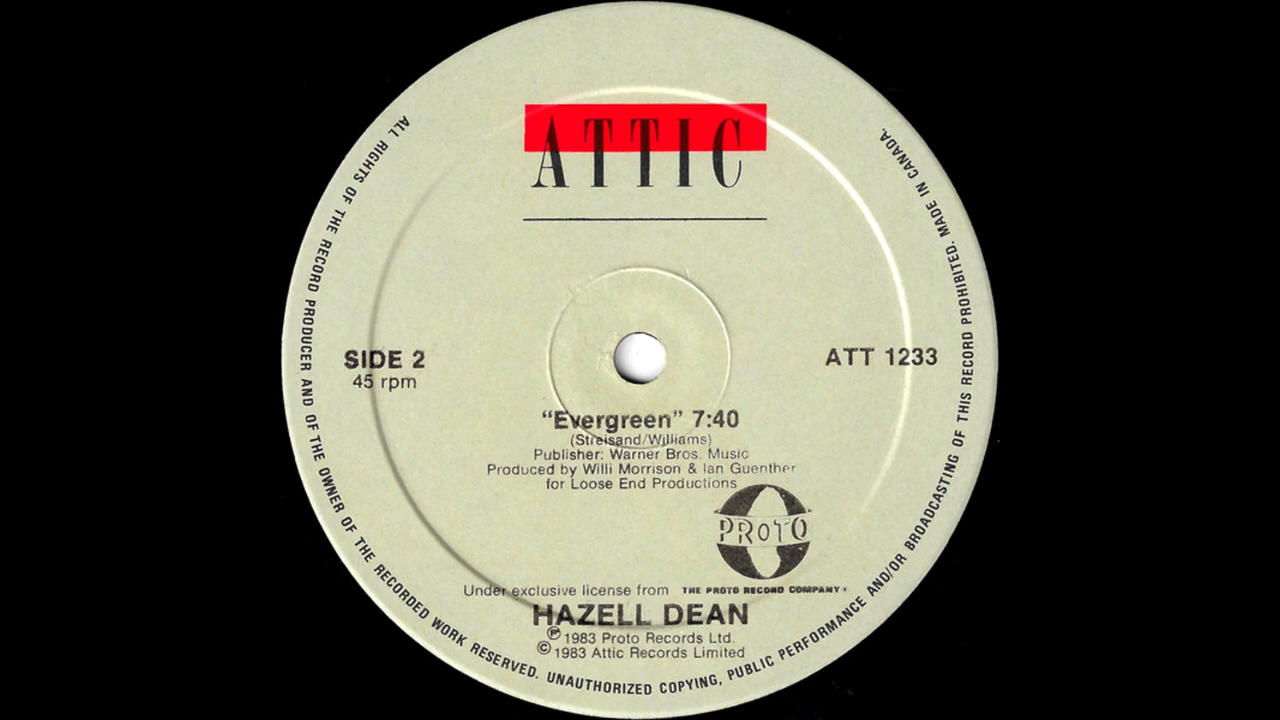 ATTIC
SIDE 2
45 rpm
ATT 1233
“Evergreen” 7:40
(Streisand/Williams)
Publisher: Warner Bros. Music
Produced by Willi Morrison & Ian Guenther
for Loose End Productions
PROTO
Under exclusive license from THE PROTO RECORD COMPANY
HAZELL DEAN
℗ 1983 Proto Records Ltd.
© 1983 Attic Records Limited
ALL RIGHTS OF THE RECORD PRODUCER AND OF THE OWNER OF THE RECORDED WORK RESERVED. UNAUTHORIZED COPYING, PUBLIC PERFORMANCE AND/OR BROADCASTING OF THIS RECORD PROHIBITED. MADE IN CANADA.